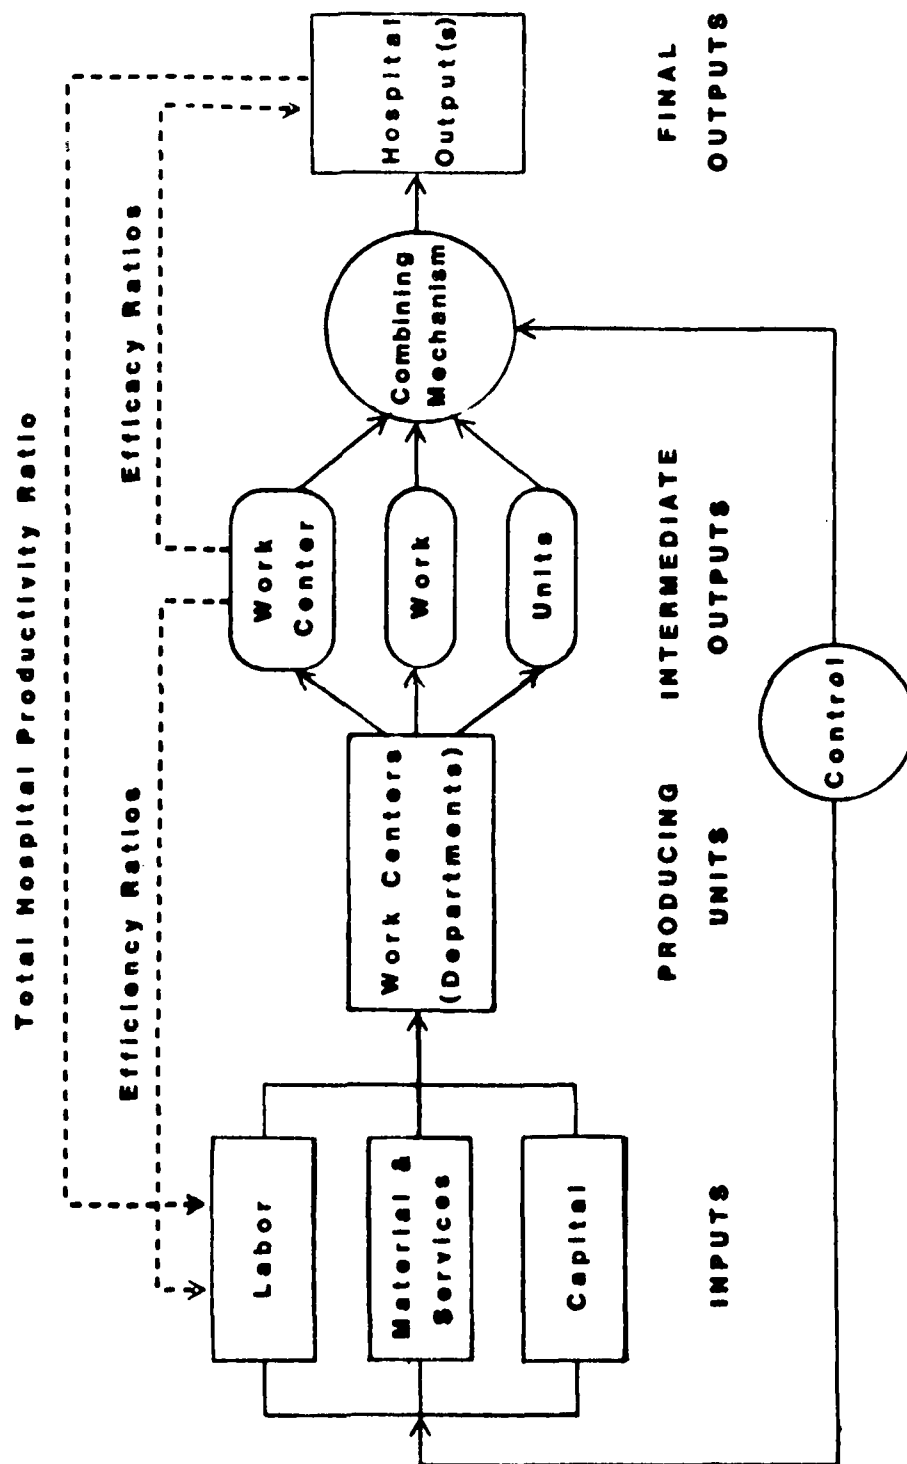 Total Hospital Productivity Ratio
Efficiency Ratios
Efficacy Ratios
Labor
Material &
Services
Capital
Work Centers
(Departments)
Work
Center
Work
Units
Combining
Mechanism
Hospital
Output(s)
INPUTS
PRODUCING
UNITS
INTERMEDIATE
OUTPUTS
FINAL
OUTPUTS
Control